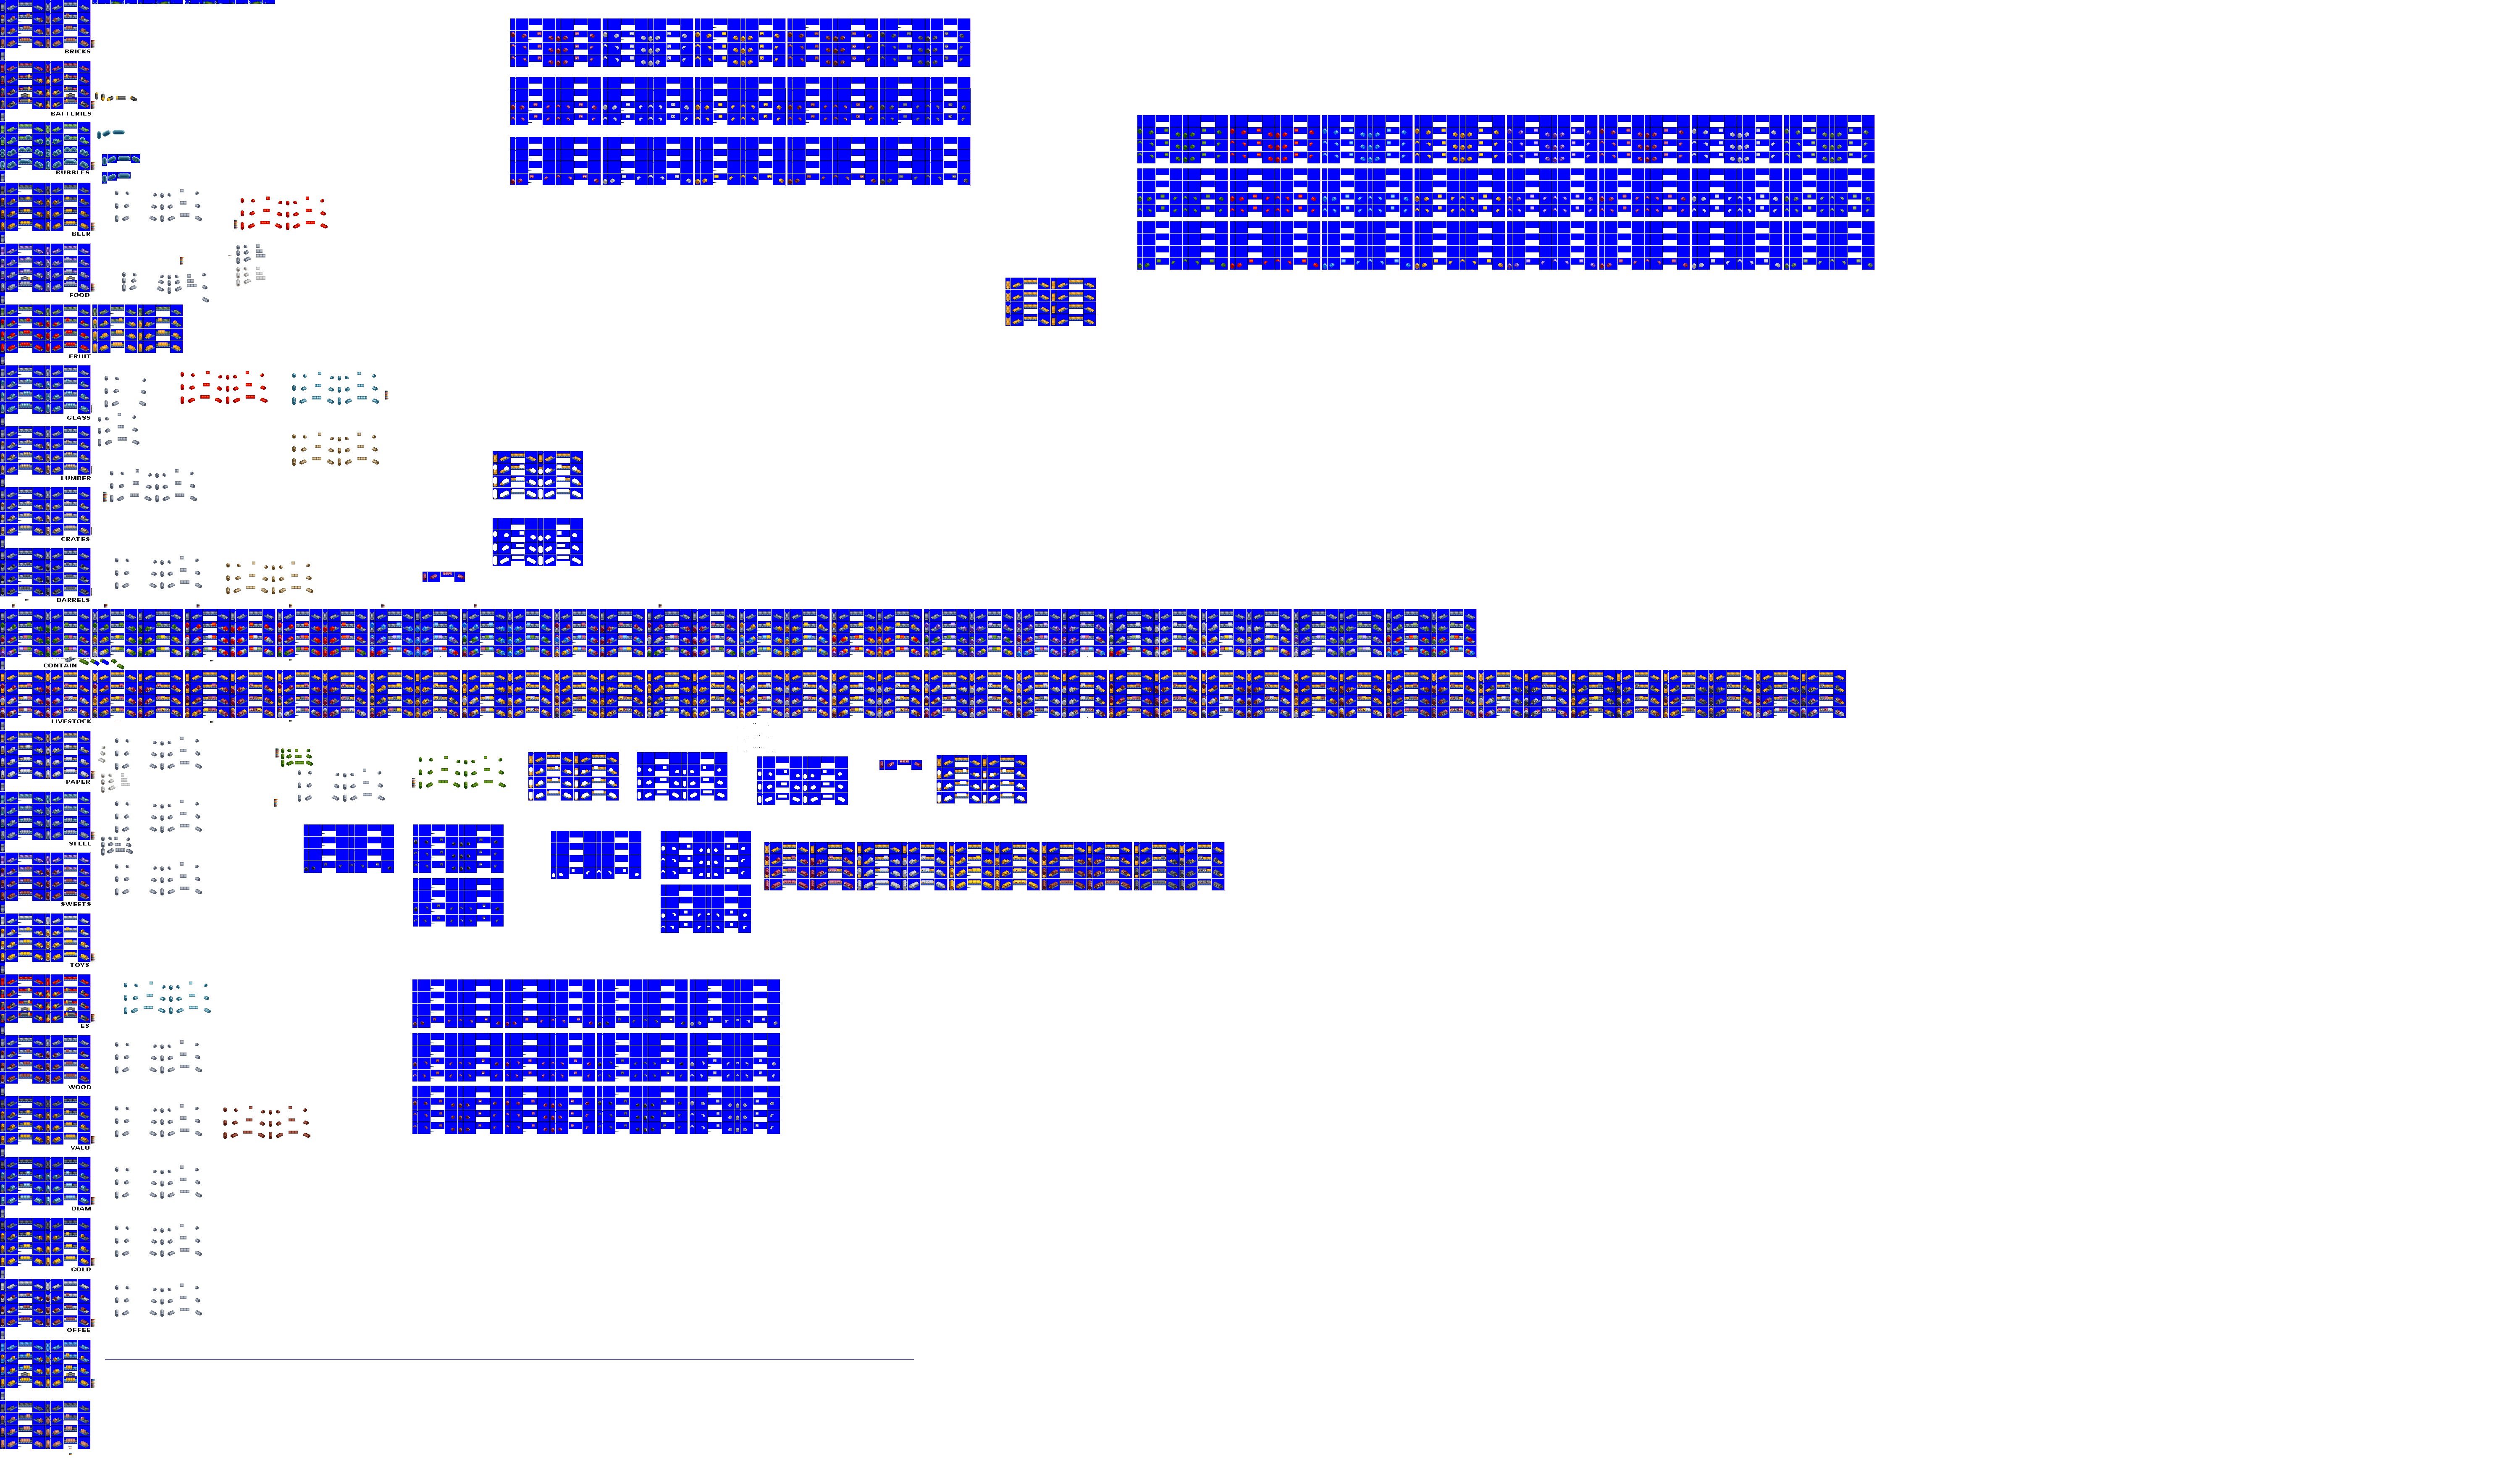 BRICKS
BATTERIES
BUBBLES
BEER
FOOD
FRUIT
GLASS
LUMBER
CRATES
BARRELS
CONTAIN
LIVESTOCK
PAPER
STEEL
SWEETS
TOYS
ES
WOOD
VALU
DIAM
GOLD
OFFEE